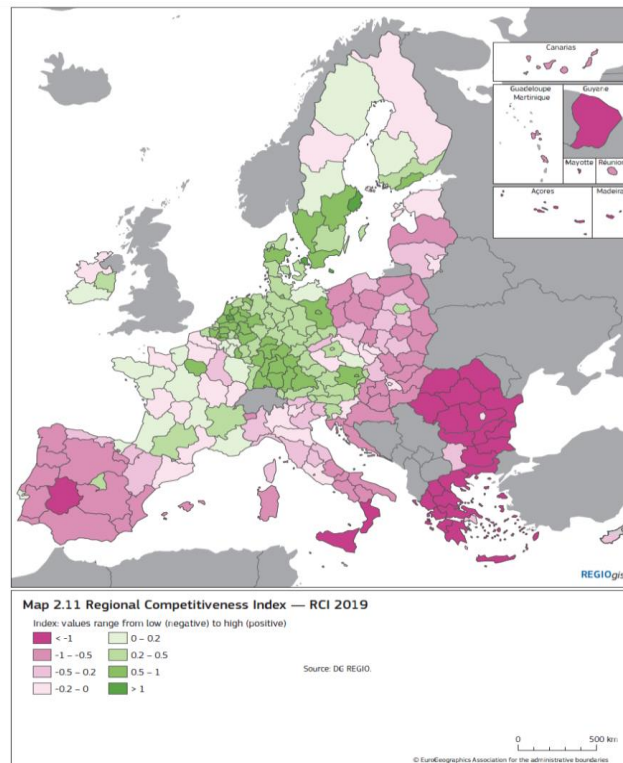 Canarias
Guadeloupe
Martinique
Guyane
Mayotte
Réunion
Açores
Madeira
REGIOgis
Map 2.11 Regional Competitiveness Index — RCI 2019
Index: values range from low (negative) to high (positive)
< -1
-1 – -0.5
-0.5 – 0.2
-0.2 – 0
0 – 0.2
0.2 – 0.5
0.5 – 1
> 1
Source: DG REGIO.
0 500 km
© EuroGeographics Association for the administrative boundaries